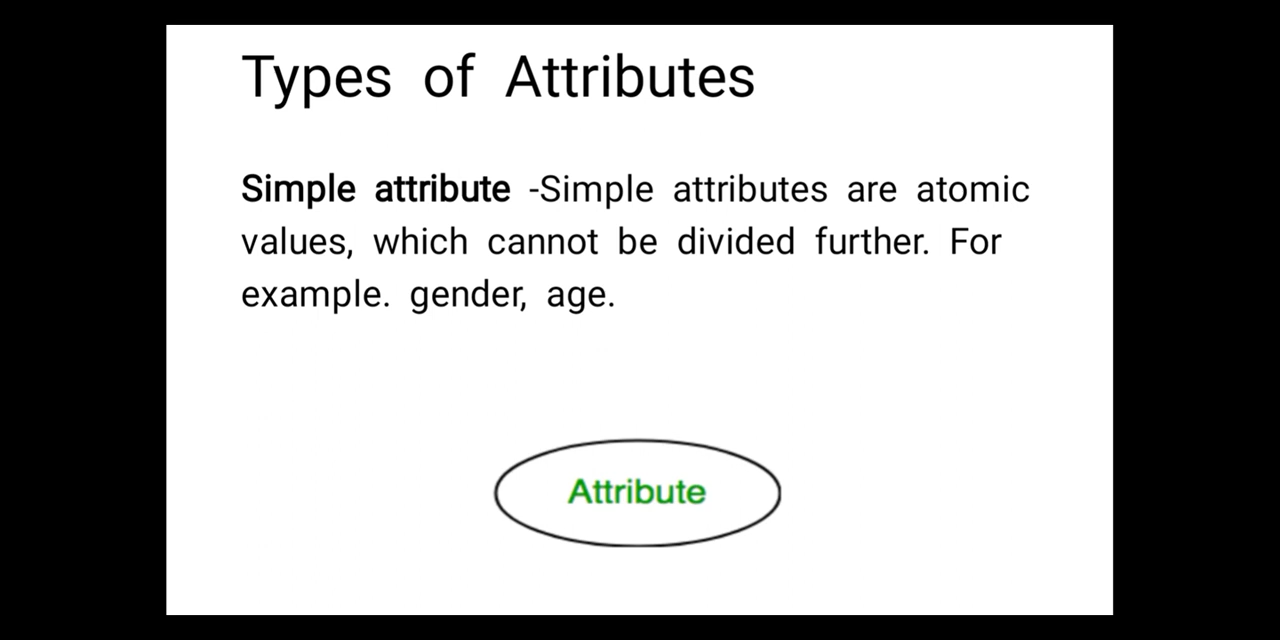 Types of Attributes
Simple attribute -Simple attributes are atomic
values, which cannot be divided further. For
example. gender, age.
Attribute